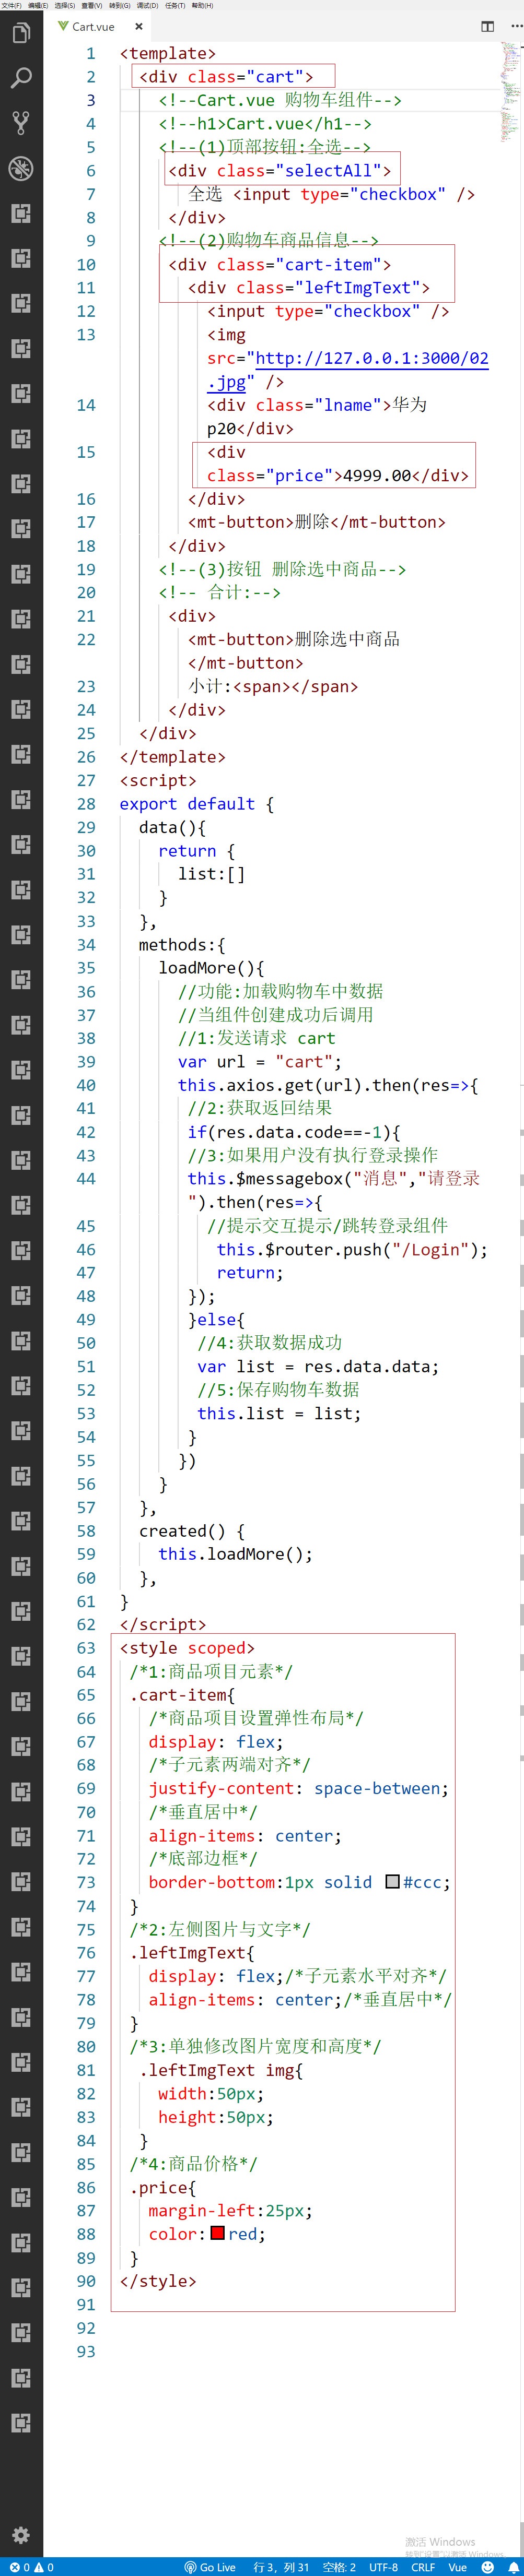 文件(F) 编辑(E) 选择(S) 查看(V) 转到(G) 调试(D) 任务(T) 帮助(H)
Cart.vue ×
1 <template>
2 <div class="cart">
3 <!--Cart.vue 购物车组件-->
4 <!--h1>Cart.vue</h1-->
5 <!--(1)顶部按钮:全选-->
6 <div class="selectAll">
7 全选 <input type="checkbox" />
8 </div>
9 <!--(2)购物车商品信息-->
10 <div class="cart-item">
11 <div class="leftImgText">
12 <input type="checkbox" />
13 <img
src="http://127.0.0.1:3000/02
.jpg" />
14 <div class="lname">华为
p20</div>
15 <div
class="price">4999.00</div>
16 </div>
17 <mt-button>删除</mt-button>
18 </div>
19 <!--(3)按钮 删除选中商品-->
20 <!-- 合计:-->
21 <div>
22 <mt-button>删除选中商品
</mt-button>
23 小计:<span></span>
24 </div>
25 </div>
26 </template>
27 <script>
28 export default {
29 data(){
30 return {
31 list:[]
32 }
33 },
34 methods:{
35 loadMore(){
36 //功能:加载购物车中数据
37 //当组件创建成功后调用
38 //1:发送请求 cart
39 var url = "cart";
40 this.axios.get(url).then(res=>{
41 //2:获取返回结果
42 if(res.data.code==-1){
43 //3:如果用户没有执行登录操作
44 this.$messagebox("消息","请登录
").then(res=>{
45 //提示交互提示/跳转登录组件
46 this.$router.push("/Login");
47 return;
48 });
49 }else{
50 //4:获取数据成功
51 var list = res.data.data;
52 //5:保存购物车数据
53 this.list = list;
54 }
55 })
56 }
57 },
58 created() {
59 this.loadMore();
60 },
61 }
62 </script>
63 <style scoped>
64 /*1:商品项目元素*/
65 .cart-item{
66 /*商品项目设置弹性布局*/
67 display: flex;
68 /*子元素两端对齐*/
69 justify-content: space-between;
70 /*垂直居中*/
71 align-items: center;
72 /*底部边框*/
73 border-bottom:1px solid #ccc;
74 }
75 /*2:左侧图片与文字*/
76 .leftImgText{
77 display: flex;/*子元素水平对齐*/
78 align-items: center;/*垂直居中*/
79 }
80 /*3:单独修改图片宽度和高度*/
81 .leftImgText img{
82 width:50px;
83 height:50px;
84 }
85 /*4:商品价格*/
86 .price{
87 margin-left:25px;
88 color:red;
89 }
90 </style>
91
92
93
激活 Windows
转到"设置"以激活 Windows。
0 0 Go Live 行 3，列 31 空格: 2 UTF-8 CRLF Vue